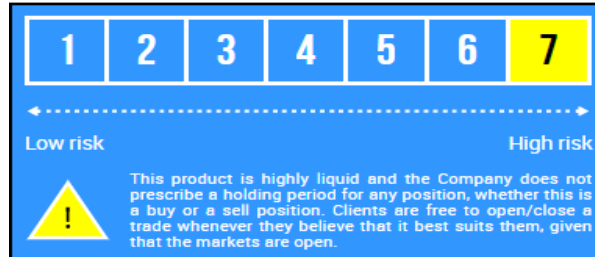 1 2 3 4 5 6 7
Low risk High risk
This product is highly liquid and the Company does not
prescribe a holding period for any position, whether this is
a buy or a sell position. Clients are free to open/close a
! trade whenever they believe that it best suits them, given
that the markets are open.